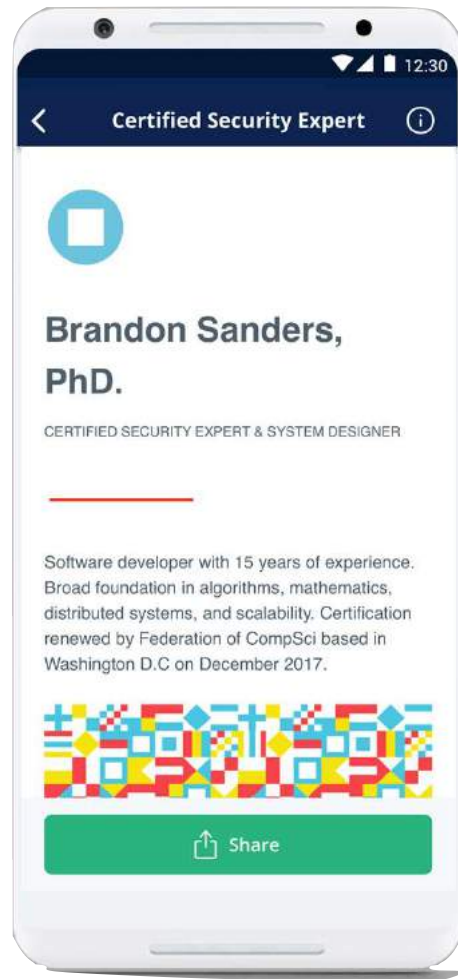 12:30
Certified Security Expert
Brandon Sanders,
PhD.
CERTIFIED SECURITY EXPERT & SYSTEM DESIGNER
Software developer with 15 years of experience.
Broad foundation in algorithms, mathematics,
distributed systems, and scalability. Certification
renewed by Federation of CompSci based in
Washington D.C on December 2017.
Share